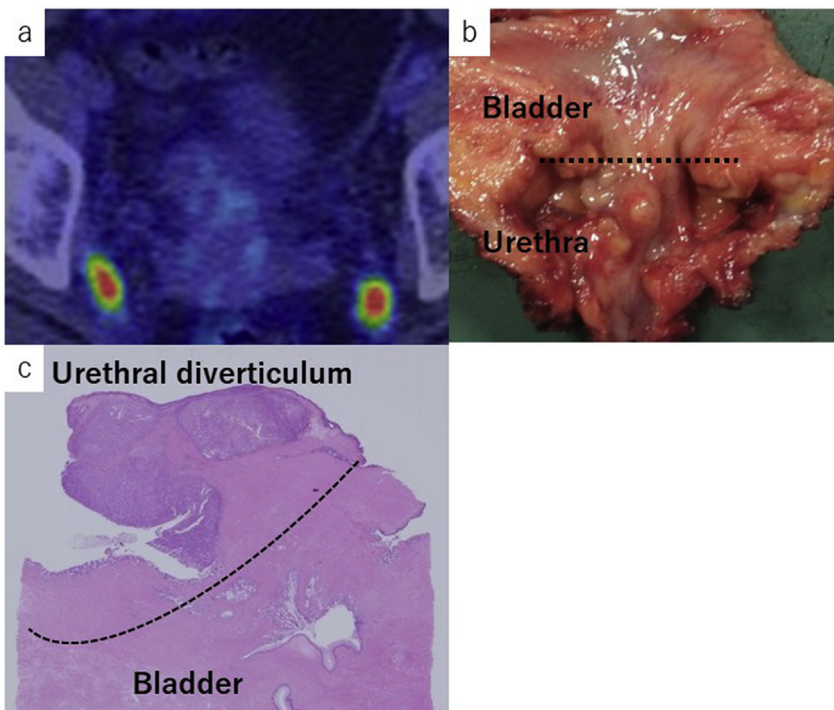 a
b
Bladder
Urethra
c
Urethral diverticulum
Bladder